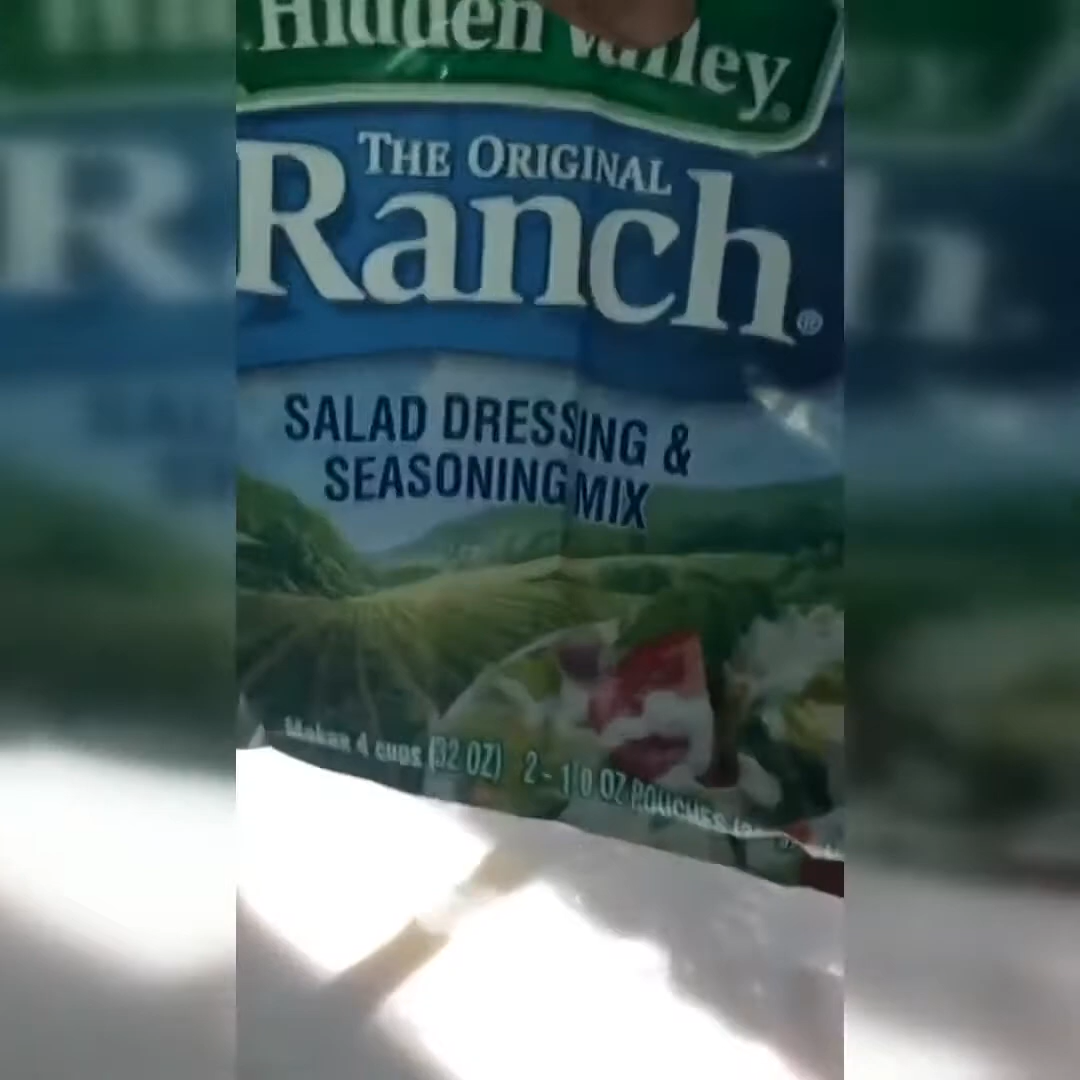 Hidden Valley®
THE ORIGINAL
Ranch®
SALAD DRESSING &
SEASONING MIX
Makes 4 cups (32 OZ) 2 - 1.0 OZ POUCHES